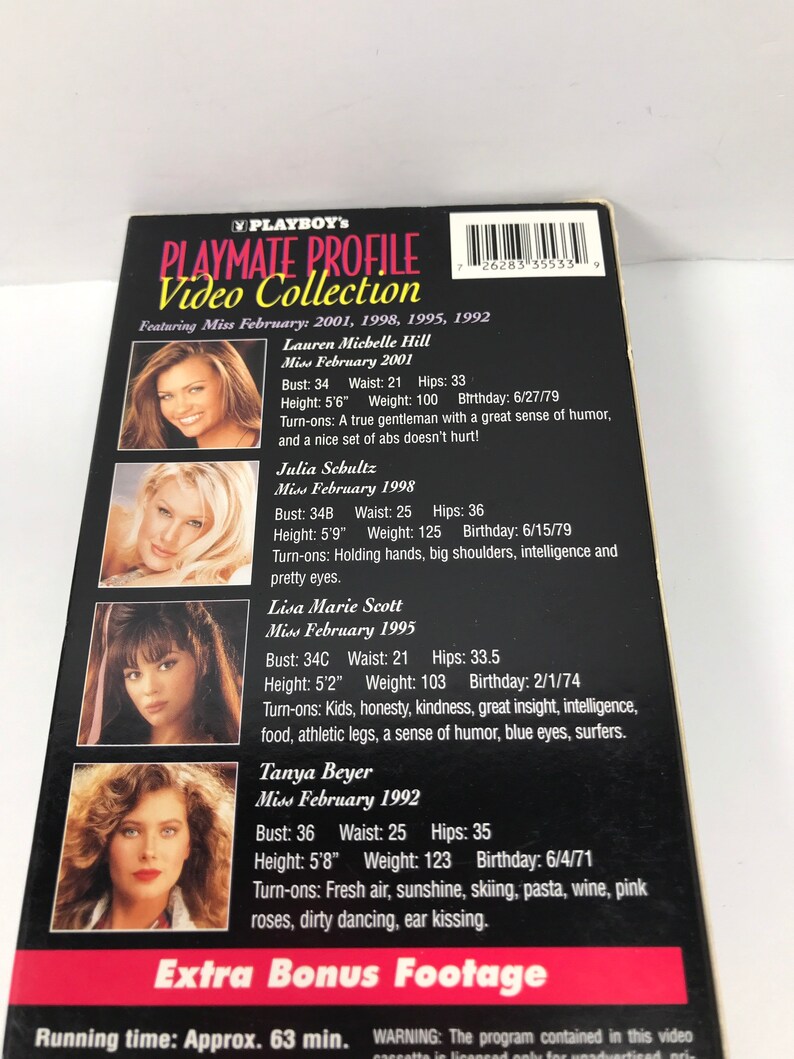 PLAYBOY's
PLAYMATE PROFILE
Video Collection
7 26283 35533 9
Featuring Miss February: 2001, 1998, 1995, 1992
Lauren Michelle Hill
Miss February 2001
Bust: 34 Waist: 21 Hips: 33
Height: 5'6” Weight: 100 Birthday: 6/27/79
Turn-ons: A true gentleman with a great sense of humor,
and a nice set of abs doesn't hurt!
Julia Schultz
Miss February 1998
Bust: 34B Waist: 25 Hips: 36
Height: 5'9” Weight: 125 Birthday: 6/15/79
Turn-ons: Holding hands, big shoulders, intelligence and
pretty eyes.
Lisa Marie Scott
Miss February 1995
Bust: 34C Waist: 21 Hips: 33.5
Height: 5'2” Weight: 103 Birthday: 2/1/74
Turn-ons: Kids, honesty, kindness, great insight, intelligence,
food, athletic legs, a sense of humor, blue eyes, surfers.
Tanya Beyer
Miss February 1992
Bust: 36 Waist: 25 Hips: 35
Height: 5'8” Weight: 123 Birthday: 6/4/71
Turn-ons: Fresh air, sunshine, skiing, pasta, wine, pink
roses, dirty dancing, ear kissing.
Extra Bonus Footage
Running time: Approx. 63 min.
WARNING: The program contained in this video
cassette is licensed only for unadvertised pri-